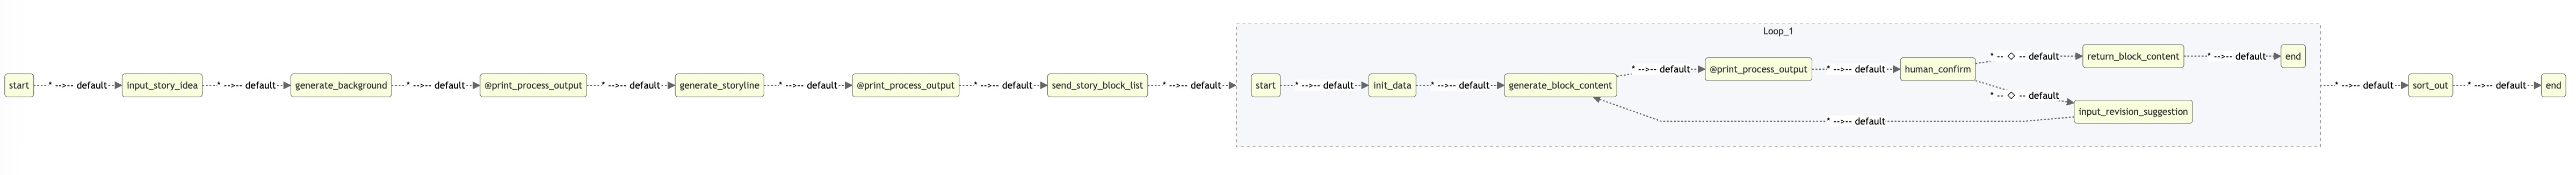 Loop_1
start
* -->-- default
input_story_idea
* -->-- default
generate_background
* -->-- default
@print_process_output
* -->-- default
generate_storyline
* -->-- default
@print_process_output
* -->-- default
send_story_block_list
* -->-- default
start
* -->-- default
init_data
* -->-- default
generate_block_content
* -->-- default
@print_process_output
* -->-- default
human_confirm
* -- ◇ -- default
return_block_content
* -->-- default
end
* -- ◇ -- default
input_revision_suggestion
* -->-- default
* -->-- default
sort_out
* -->-- default
end